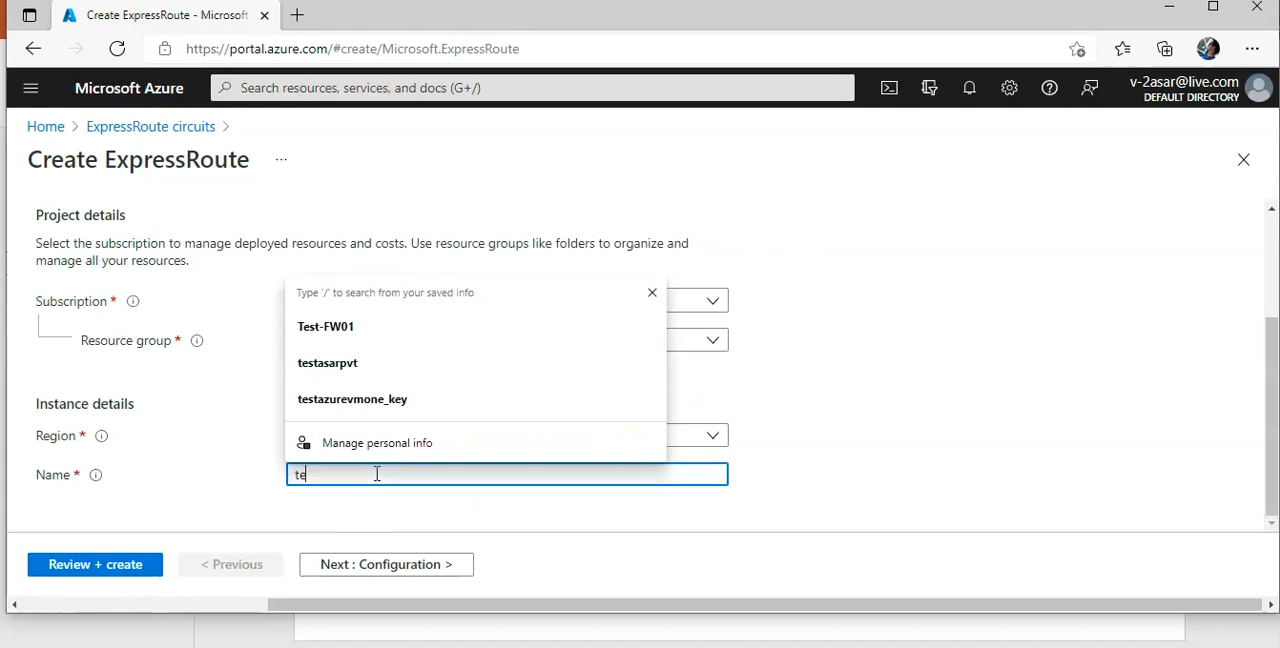 Create ExpressRoute - Microsoft
https://portal.azure.com/#create/Microsoft.ExpressRoute
Microsoft Azure
Search resources, services, and docs (G+/)
v-2asar@live.com
DEFAULT DIRECTORY
Home > ExpressRoute circuits >
Create ExpressRoute ...
Project details
Select the subscription to manage deployed resources and costs. Use resource groups like folders to organize and
manage all your resources.
Type '/' to search from your saved info
Subscription *
Test-FW01
Resource group *
testasarpvt
testazurevmone_key
Instance details
Region *
Manage personal info
Name *
te
Review + create
< Previous
Next : Configuration >